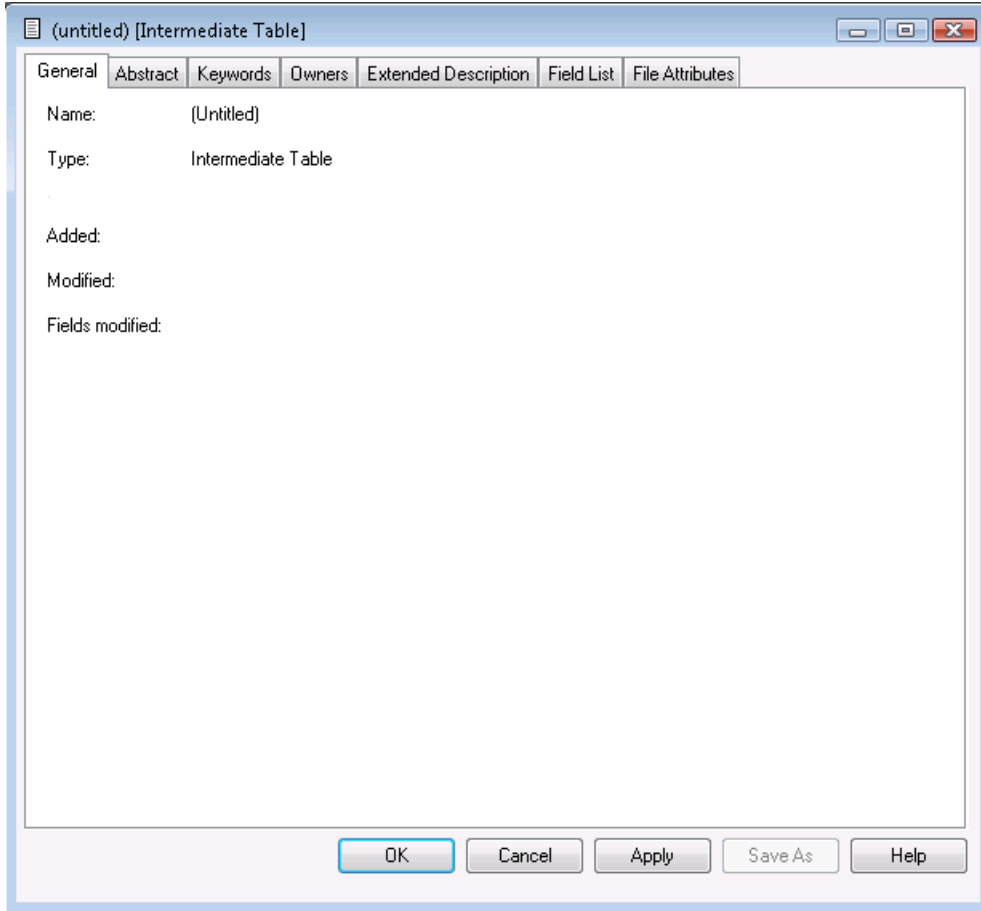 (untitled) [Intermediate Table]
General Abstract Keywords Owners Extended Description Field List File Attributes
Name: (Untitled)
Type: Intermediate Table
Added:
Modified:
Fields modified:
OK Cancel Apply Save As Help